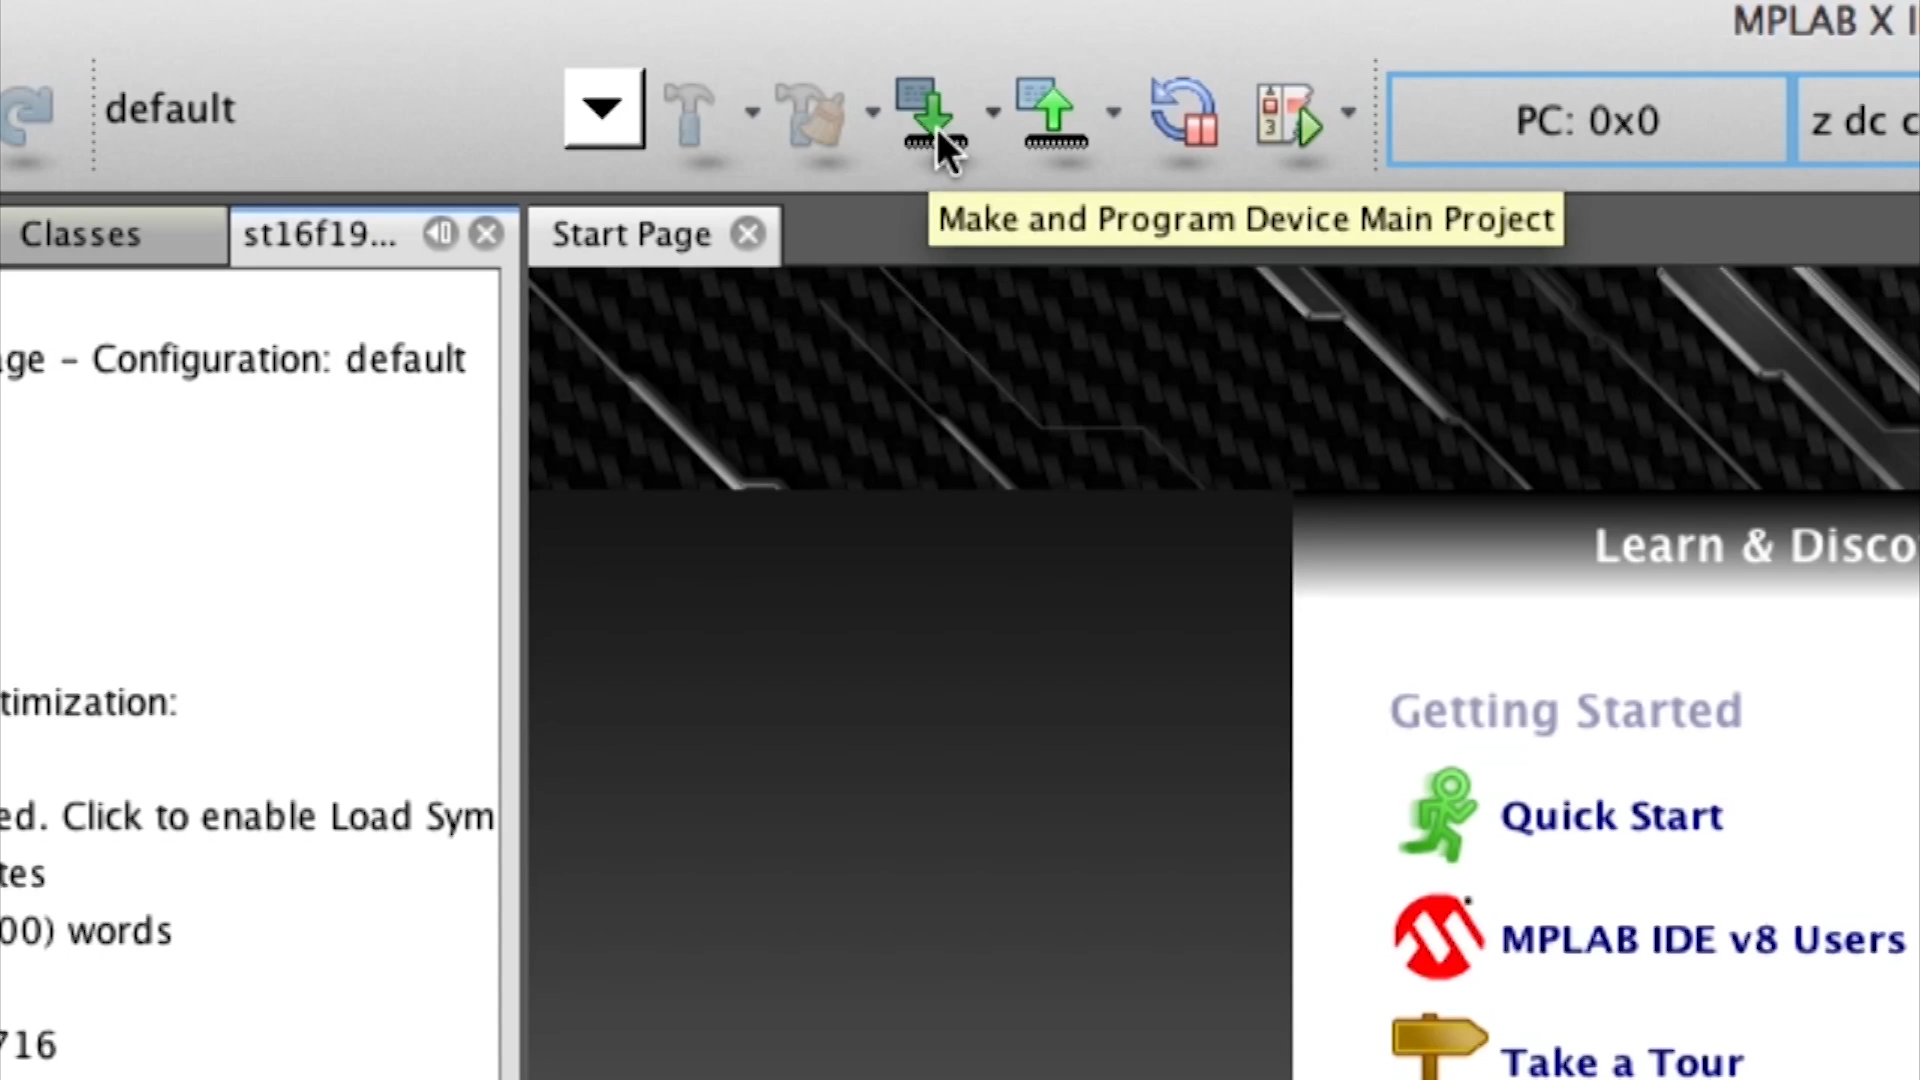 MPLAB X I
default
PC: 0x0
z dc c
Make and Program Device Main Project
Classes
st16f19...
Start Page
ge – Configuration: default
Learn & Disco
timization:
Getting Started
ed. Click to enable Load Sym
Quick Start
tes
00) words
MPLAB IDE v8 Users
716
Take a Tour